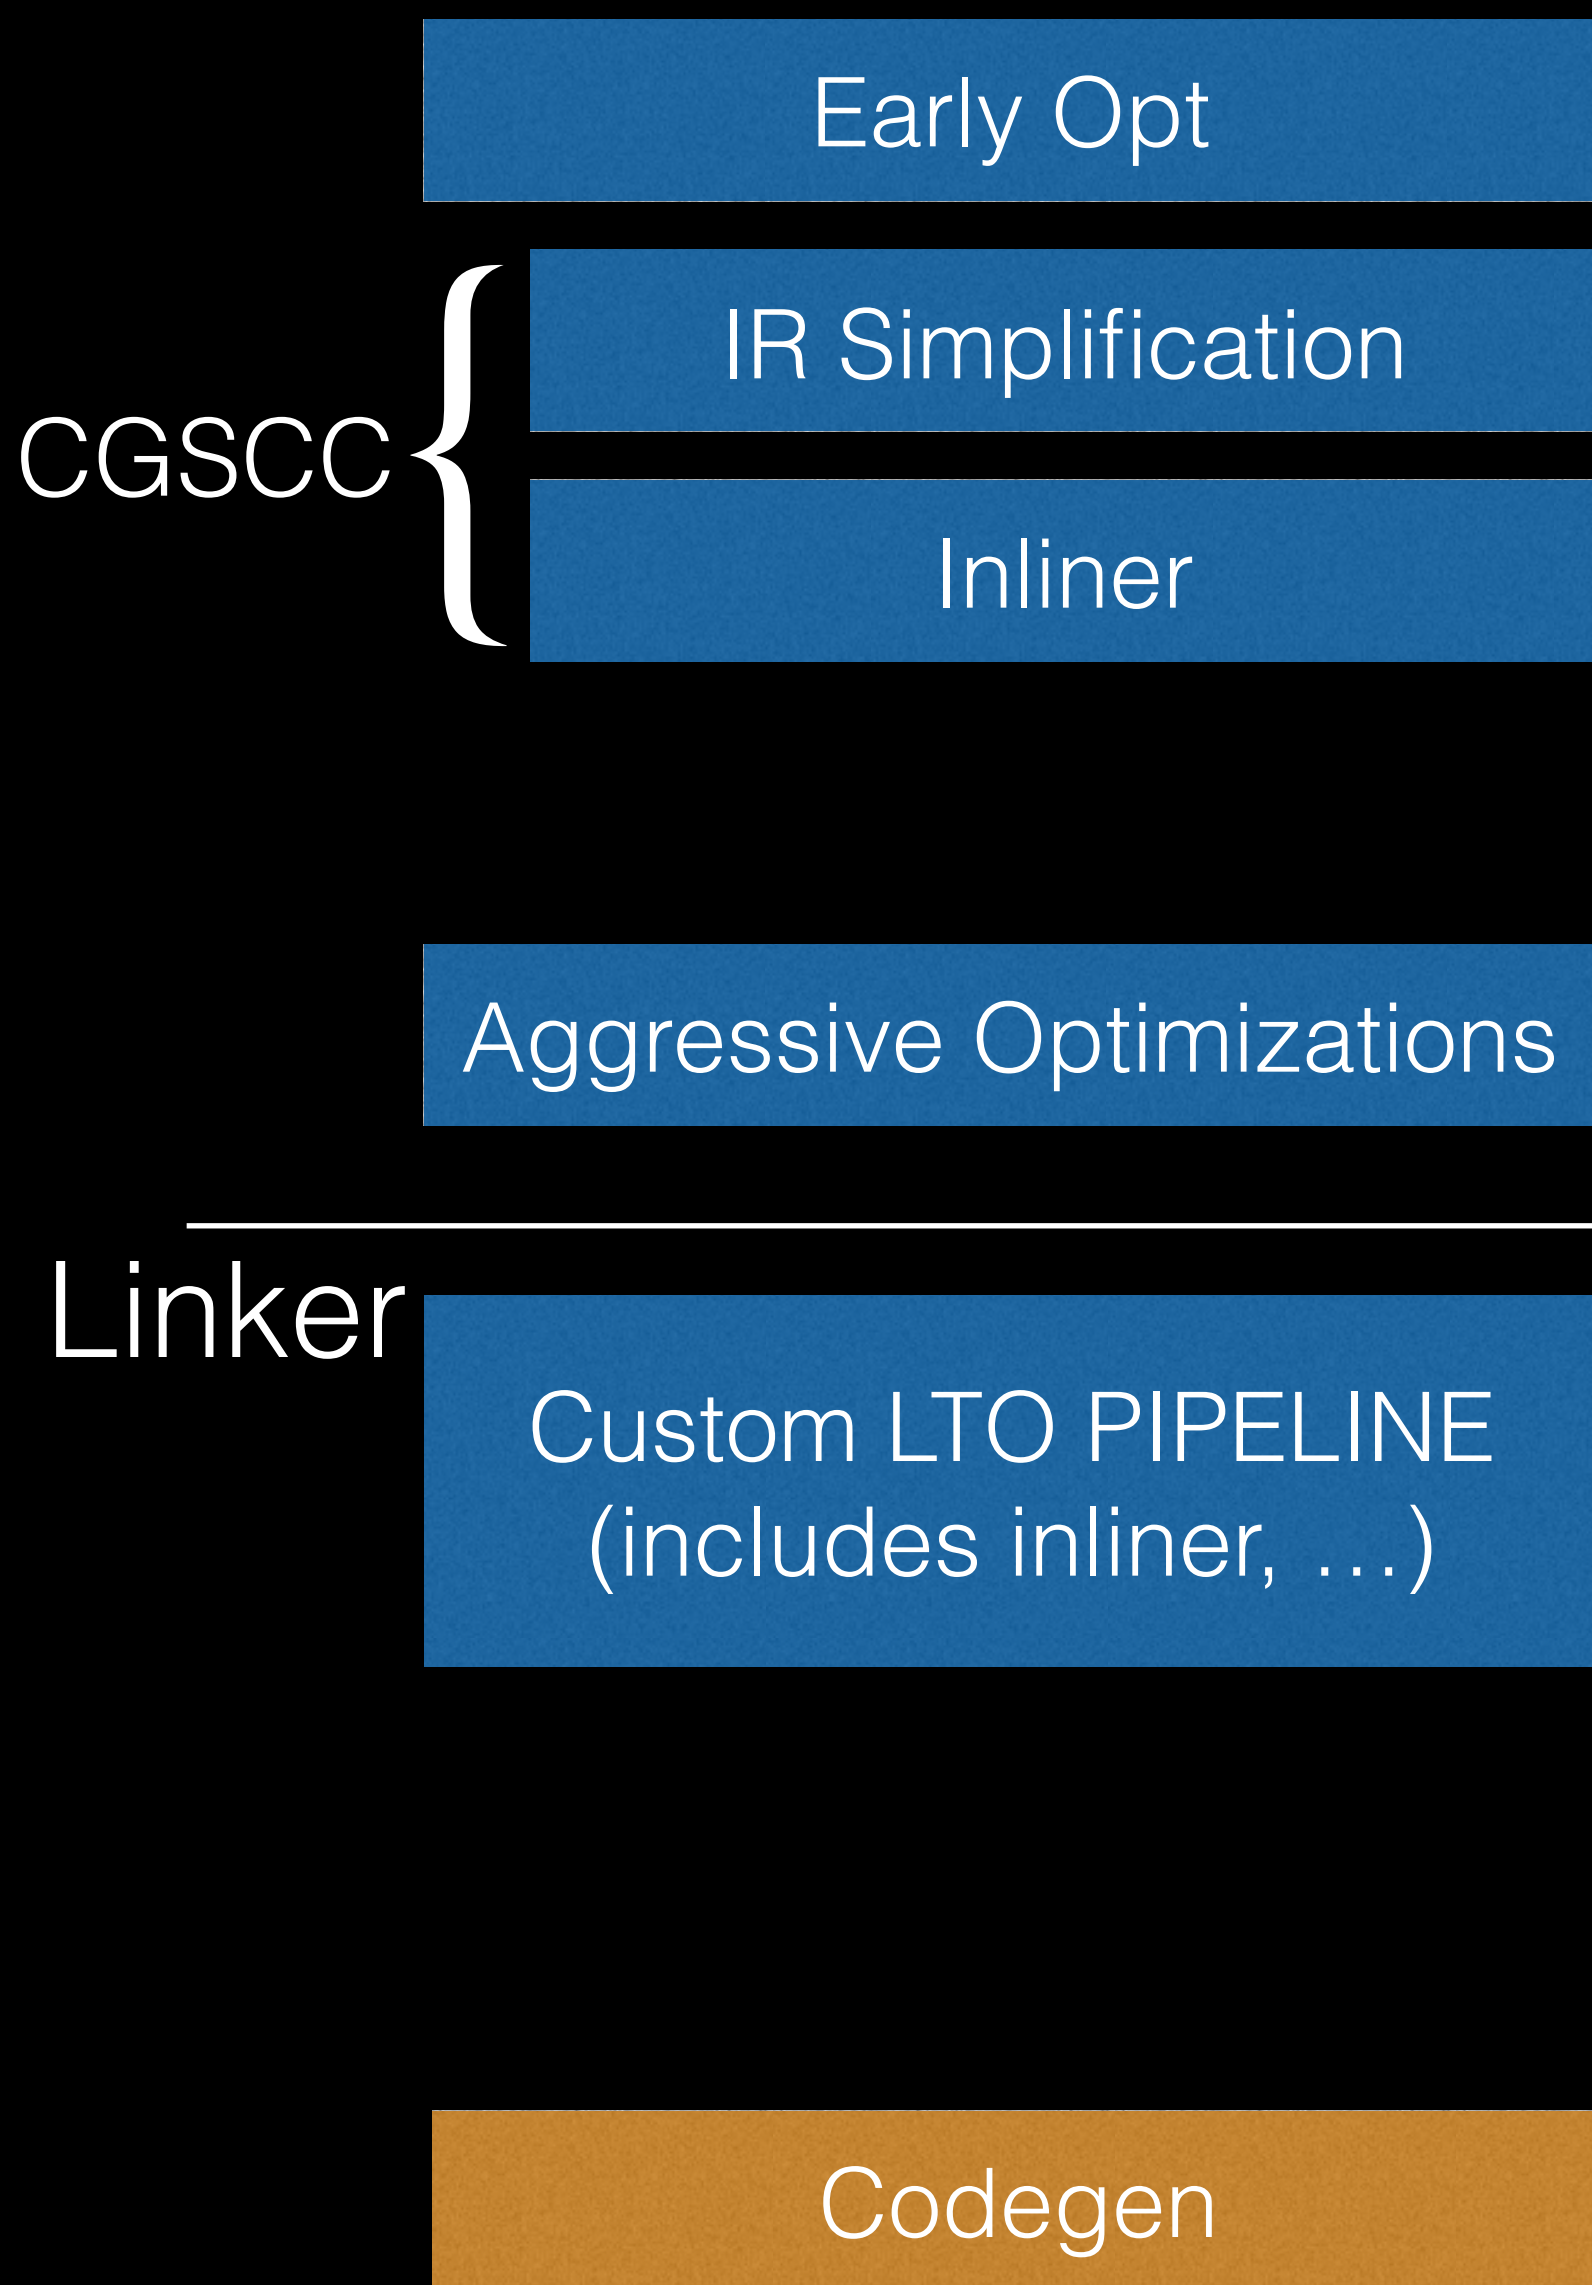 Early Opt
IR Simplification
CGSCC
Inliner
Aggressive Optimizations
Linker
Custom LTO PIPELINE
(includes inliner, …)
Codegen